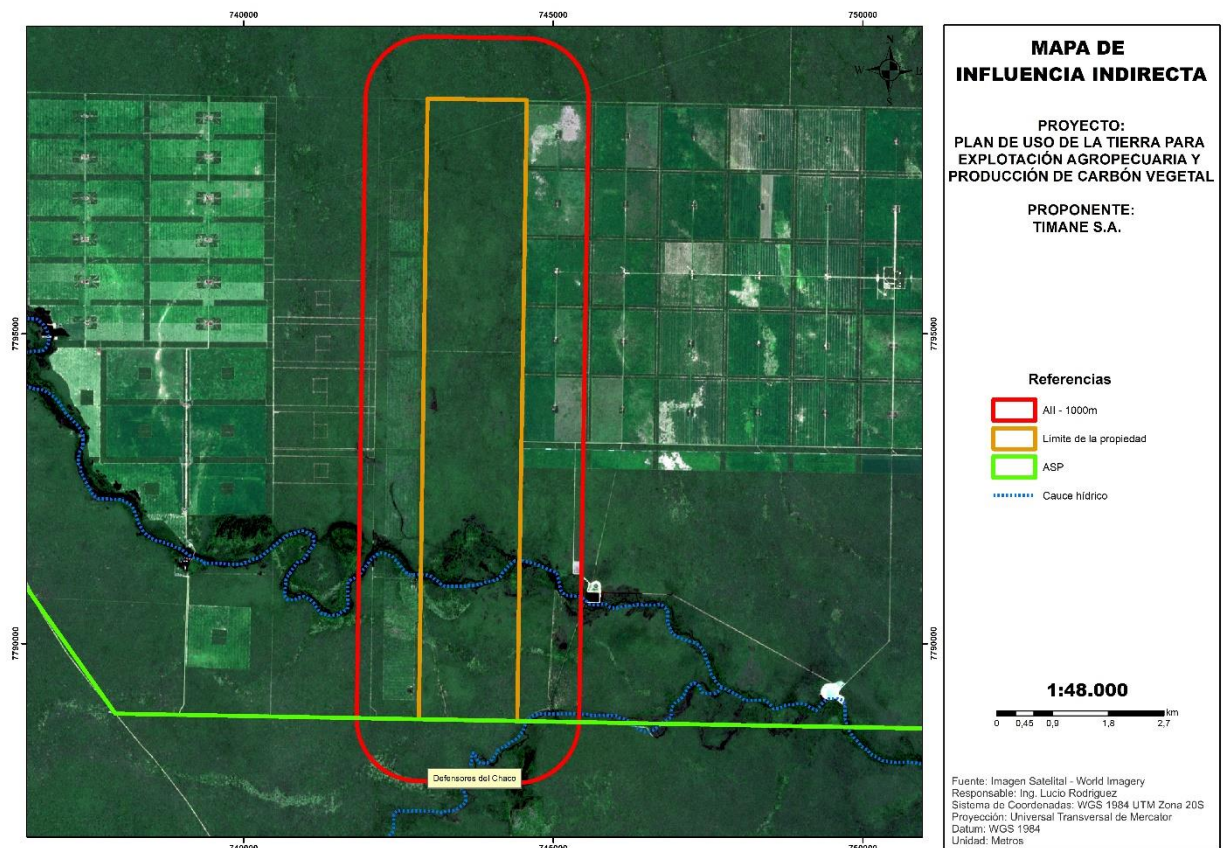 740000
745000
750000
N
W
E
S
7795000
7795000
7790000
7790000
Defensores del Chaco
740000
745000
750000
MAPA DE
INFLUENCIA INDIRECTA
PROYECTO:
PLAN DE USO DE LA TIERRA PARA
EXPLOTACIÓN AGROPECUARIA Y
PRODUCCIÓN DE CARBÓN VEGETAL
PROPONENTE:
TIMANE S.A.
Referencias
AII - 1000m
Limite de la propiedad
ASP
Cauce hídrico
1:48.000
km
0 0,45 0,9 1,8 2,7
Fuente: Imagen Satelital - World Imagery
Responsable: Ing. Lucio Rodriguez
Sistema de Coordenadas: WGS 1984 UTM Zona 20S
Proyección: Universal Transversal de Mercator
Datum: WGS 1984
Unidad: Metros